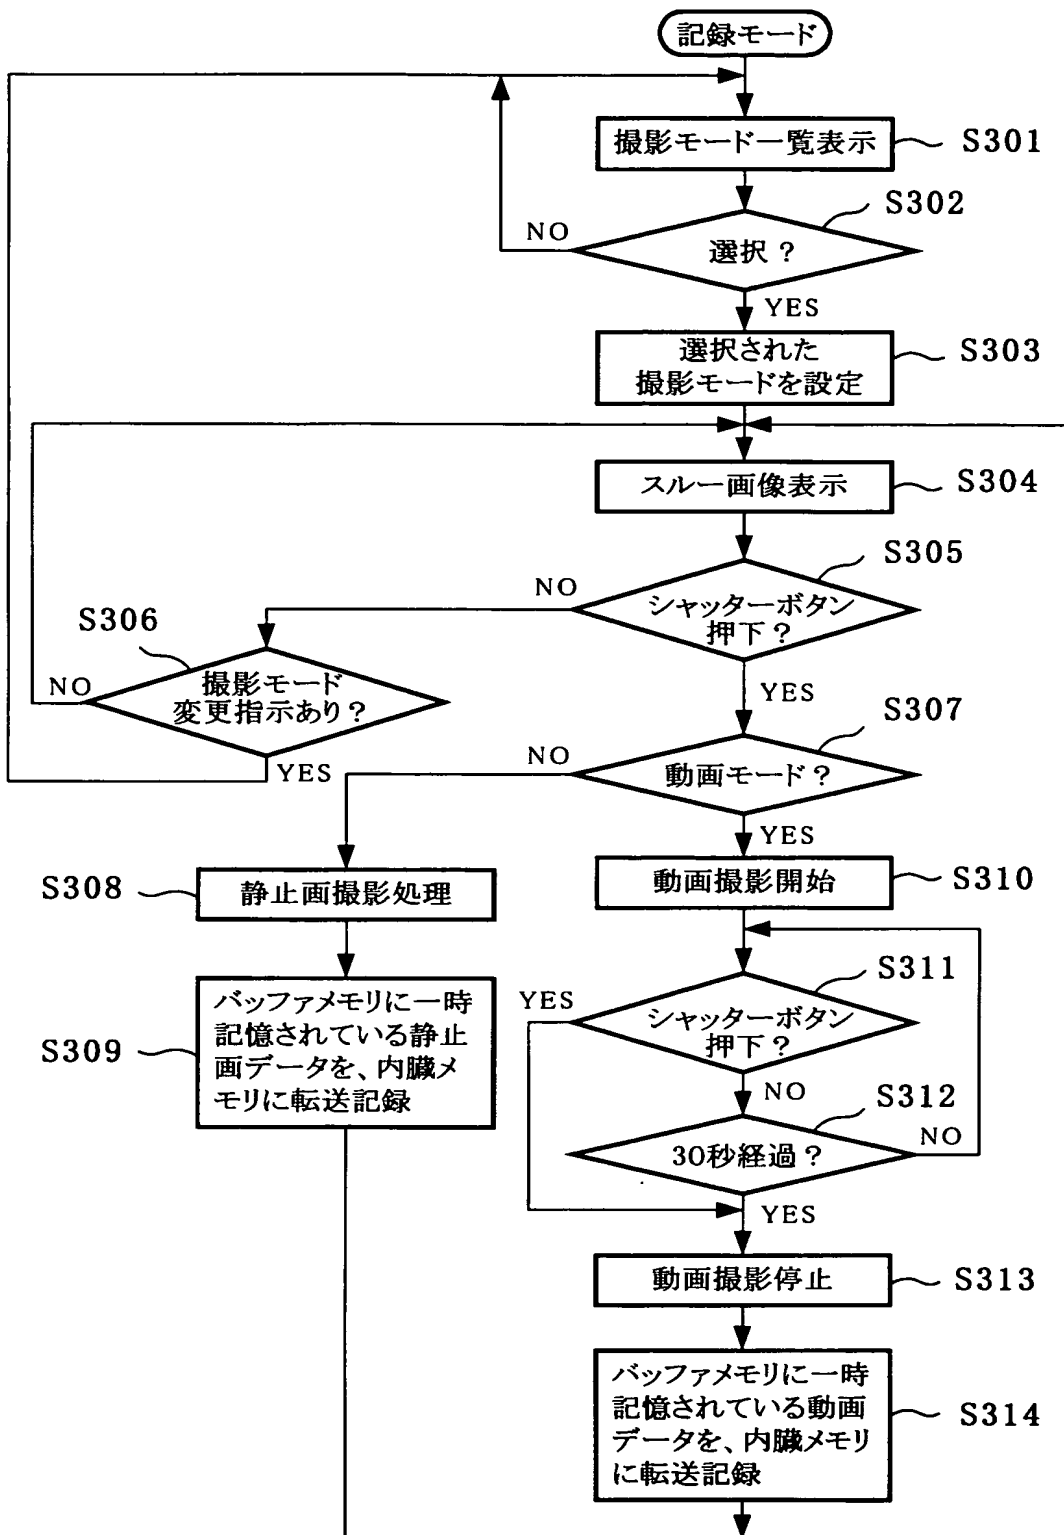 記録モード
撮影モード一覧表示
S301
S302
NO
選択？
YES
選択された
撮影モードを設定
S303
スルー画像表示
S304
S305
NO
シャッターボタン
押下？
S306
YES
撮影モード
変更指示あり？
NO
YES
S307
NO
動画モード？
YES
S308
静止画撮影処理
動画撮影開始
S310
S311
YES
シャッターボタン
押下？
S309
バッファメモリに一時
記憶されている静止
画データを、内臓メ
モリに転送記録
NO
S312
30秒経過？
NO
YES
動画撮影停止
S313
バッファメモリに一時
記憶されている動画
データを、内臓メモリ
に転送記録
S314